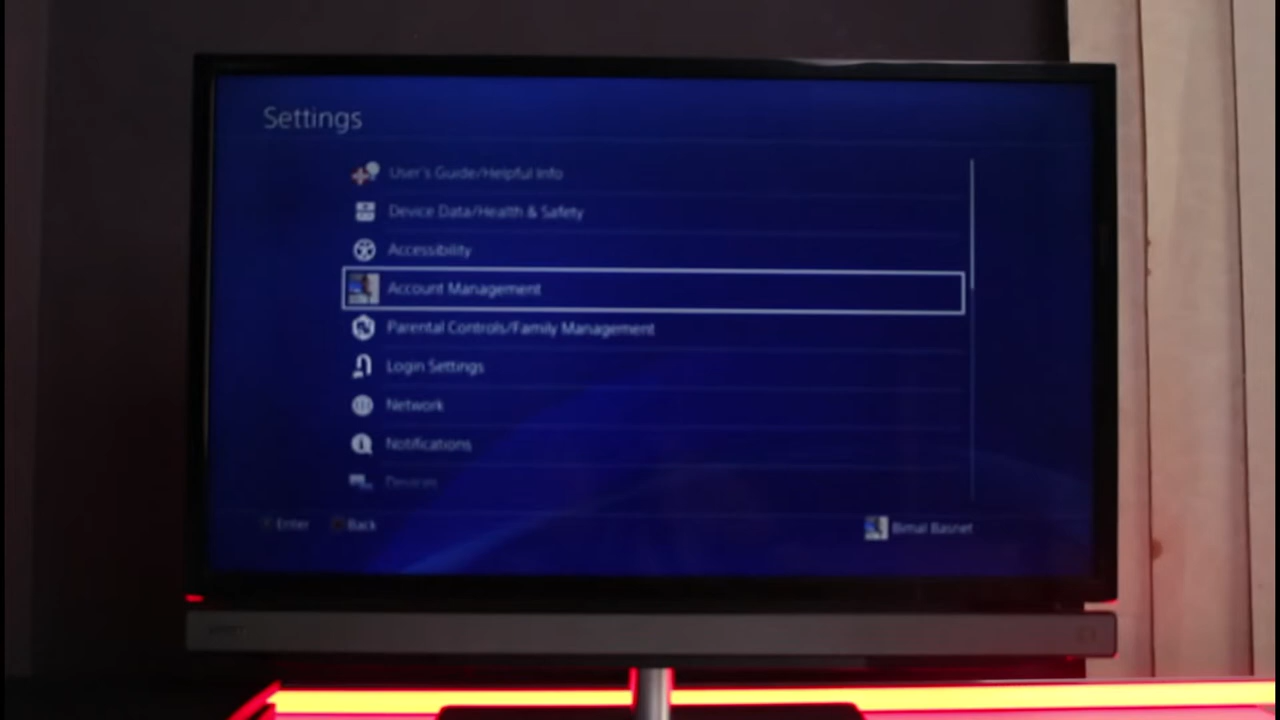 Settings
User's Guide/Helpful Info
Device Data/Health & Safety
Accessibility
Account Management
Parental Controls/Family Management
Login Settings
Network
Notifications
Devices
Enter Back
Bimal Basnet